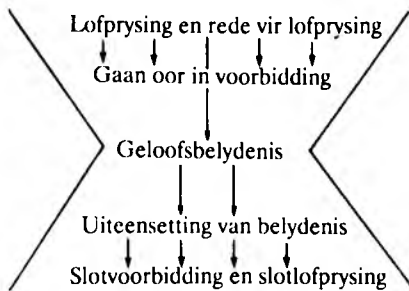 Lofprysing en rede vir lofprysing
Gaan oor in voorbidding
Geloofsbelydenis
Uiteensetting van belydenis
Slotvoorbidding en slotlofprysing